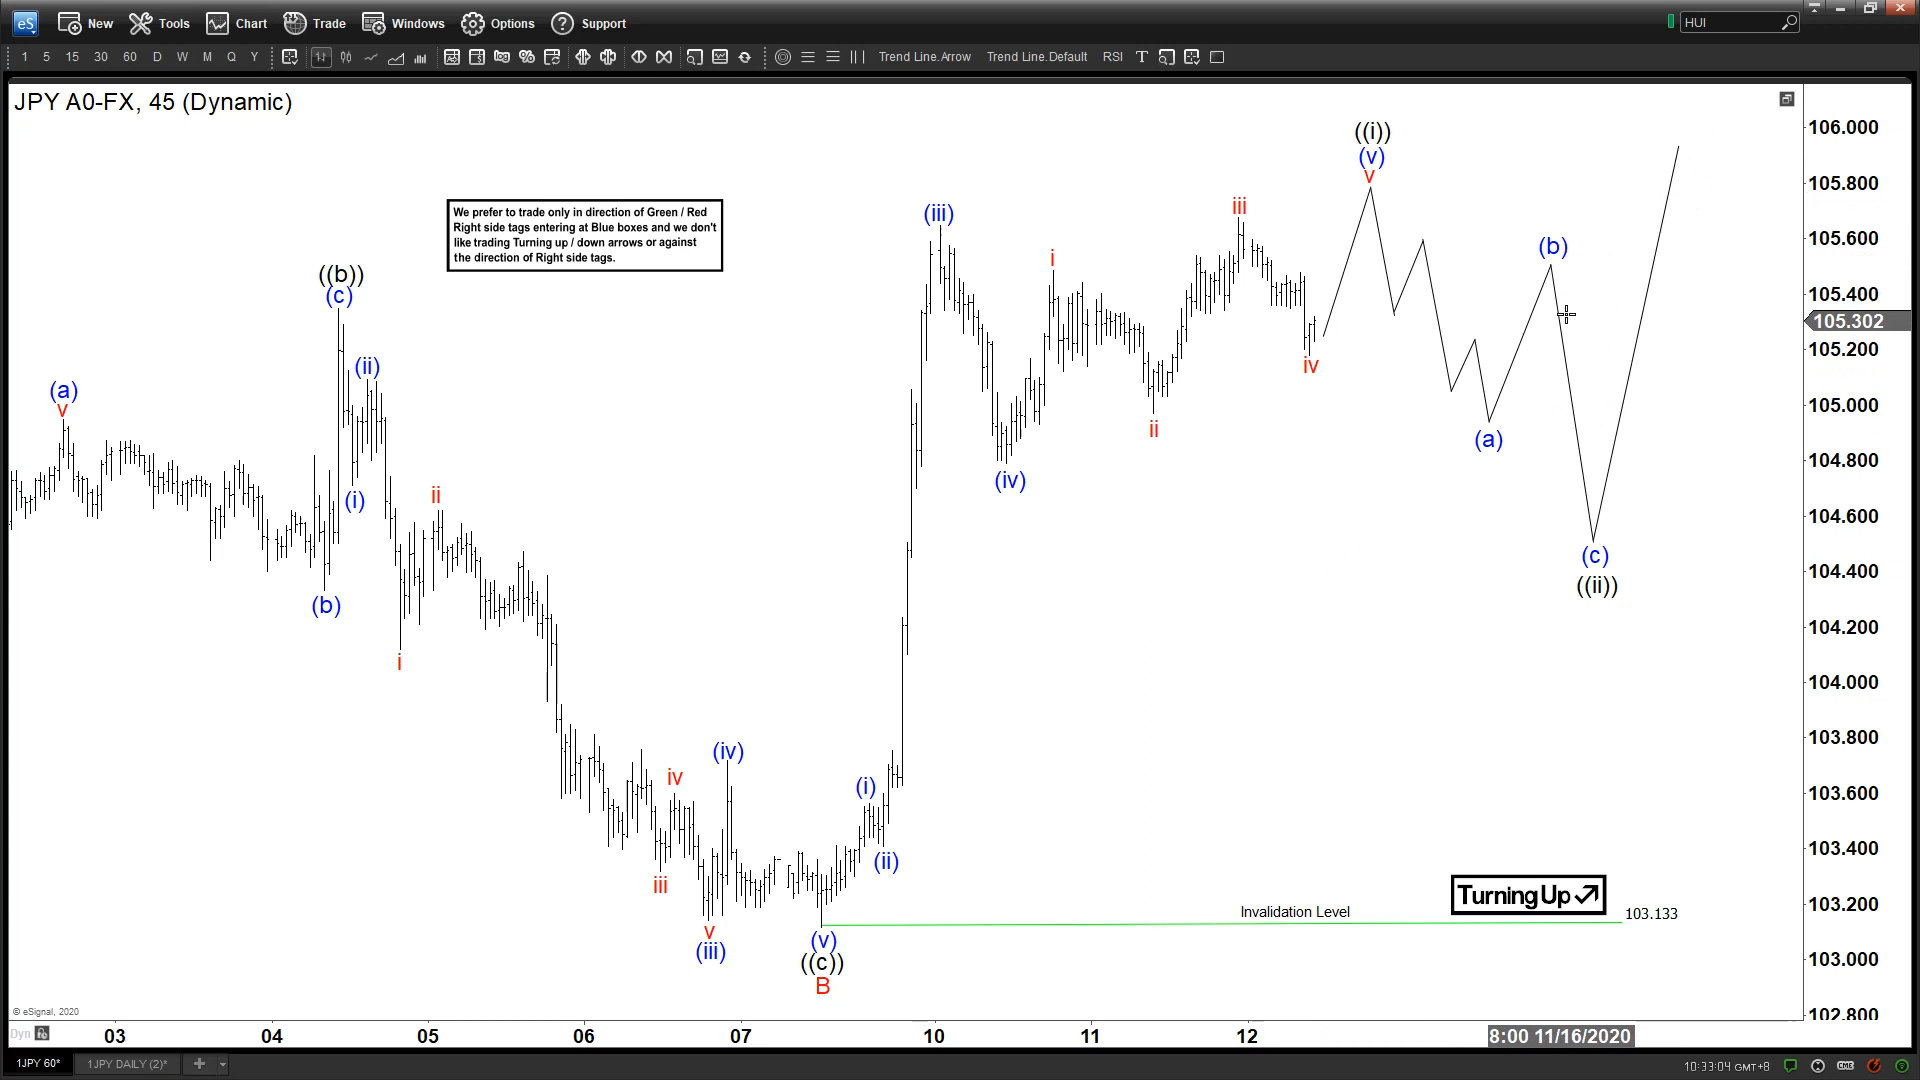 eS New Tools Chart Trade Windows Options Support HUI
1 5 15 30 60 D W M Q Y log % Trend Line.Arrow Trend Line.Default RSI T
JPY A0-FX, 45 (Dynamic)
106.000
105.800
105.600
105.400
105.302
105.200
105.000
104.800
104.600
104.400
104.200
104.000
103.800
103.600
103.400
103.200
103.000
102.800
We prefer to trade only in direction of Green / Red
Right side tags entering at Blue boxes and we don't
like trading Turning up / down arrows or against
the direction of Right side tags.
(a)
v
((b))
(c)
(b)
(i)
(ii)
i
ii
iii
iv
v
(iii)
(iv)
(v)
((c))
B
(i)
(ii)
(iii)
(iv)
i
ii
iii
iv
((i))
(v)
v
(a)
(b)
(c)
((ii))
Invalidation Level
Turning Up
103.133
© eSignal, 2020
Dyn
03 04 05 06 07 10 11 12 8:00 11/16/2020
1JPY 60* 1JPY DAILY (2)* +
10:33:04 GMT+8 CME